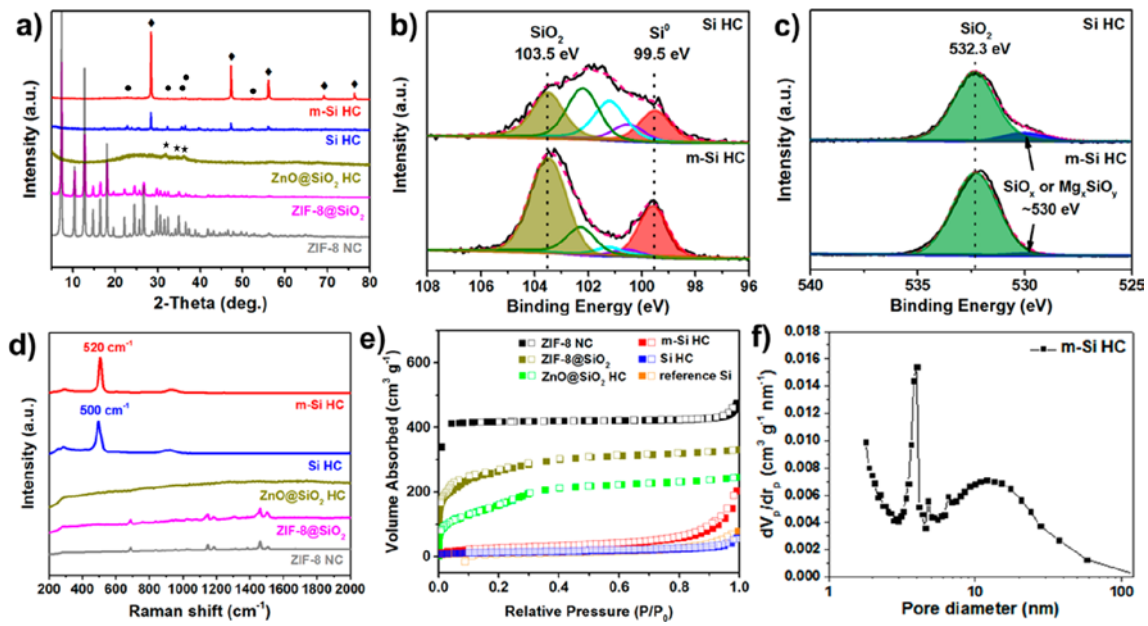 a)
Intensity (a.u.)
m-Si HC
Si HC
ZnO@SiO₂ HC
ZIF-8@SiO₂
ZIF-8 NC
10 20 30 40 50 60 70 80
2-Theta (deg.)
b)
Intensity (a.u.)
Si HC
SiO₂
103.5 eV
Si⁰
99.5 eV
m-Si HC
108 106 104 102 100 98 96
Binding Energy (eV)
c)
Intensity (a.u.)
Si HC
SiO₂
532.3 eV
m-Si HC
SiOₓ or MgₓSiOᵧ
~530 eV
540 535 530 525
Binding Energy (eV)
d)
Intensity (a.u.)
520 cm⁻¹
m-Si HC
500 cm⁻¹
Si HC
ZnO@SiO₂ HC
ZIF-8@SiO₂
ZIF-8 NC
200 400 600 800 1000 1200 1400 1600 1800 2000
Raman shift (cm⁻¹)
e)
Volume Absorbed (cm³ g⁻¹)
600
400
200
0
ZIF-8 NC
ZIF-8@SiO₂
ZnO@SiO₂ HC
m-Si HC
Si HC
reference Si
0.0 0.2 0.4 0.6 0.8 1.0
Relative Pressure (P/P₀)
f)
dVₚ/drₚ (cm³ g⁻¹ nm⁻¹)
0.018
0.016
0.014
0.012
0.010
0.008
0.006
0.004
0.002
0.000
m-Si HC
1 10 100
Pore diameter (nm)